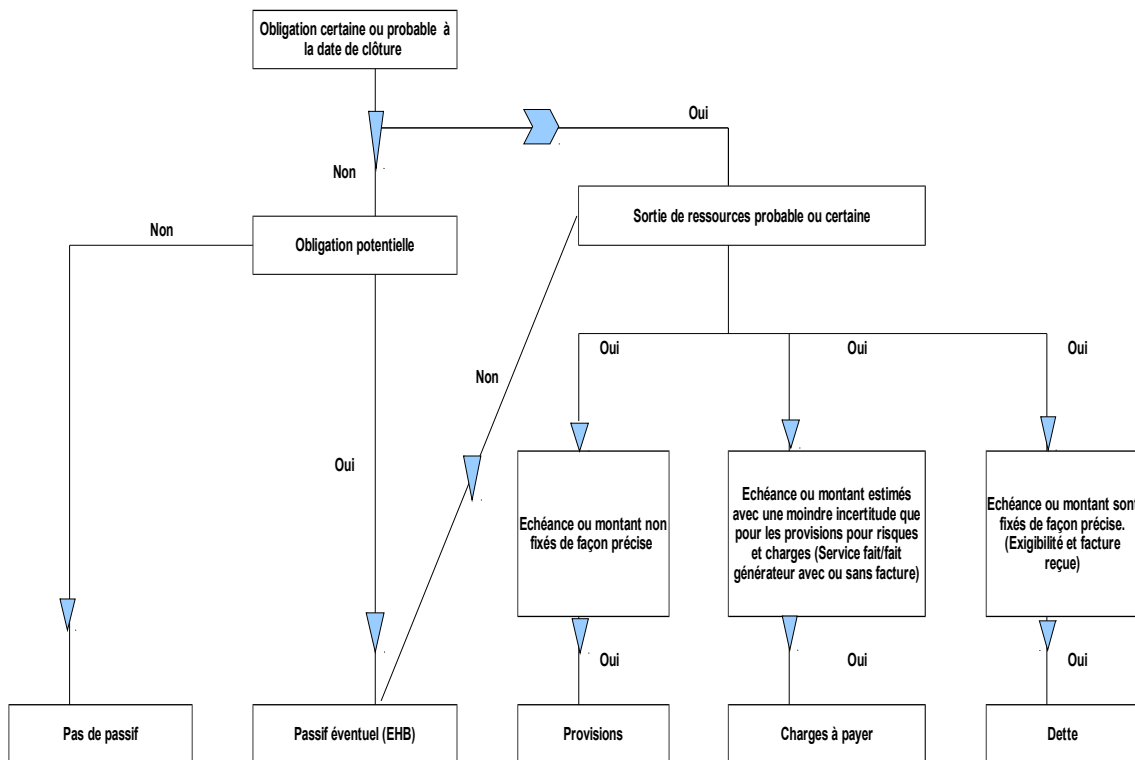 Obligation certaine ou probable à
la date de clôture
Oui
Non
Sortie de ressources probable ou certaine
Non
Obligation potentielle
Oui
Oui
Oui
Non
Oui
Echéance ou montant non
fixés de façon précise
Echéance ou montant estimés
avec une moindre incertitude que
pour les provisions pour risques
et charges (Service fait/fait
générateur avec ou sans facture)
Echéance ou montant sont
fixés de façon précise.
(Exigibilité et facture
reçue)
Oui
Oui
Oui
Pas de passif
Passif éventuel (EHB)
Provisions
Charges à payer
Dette